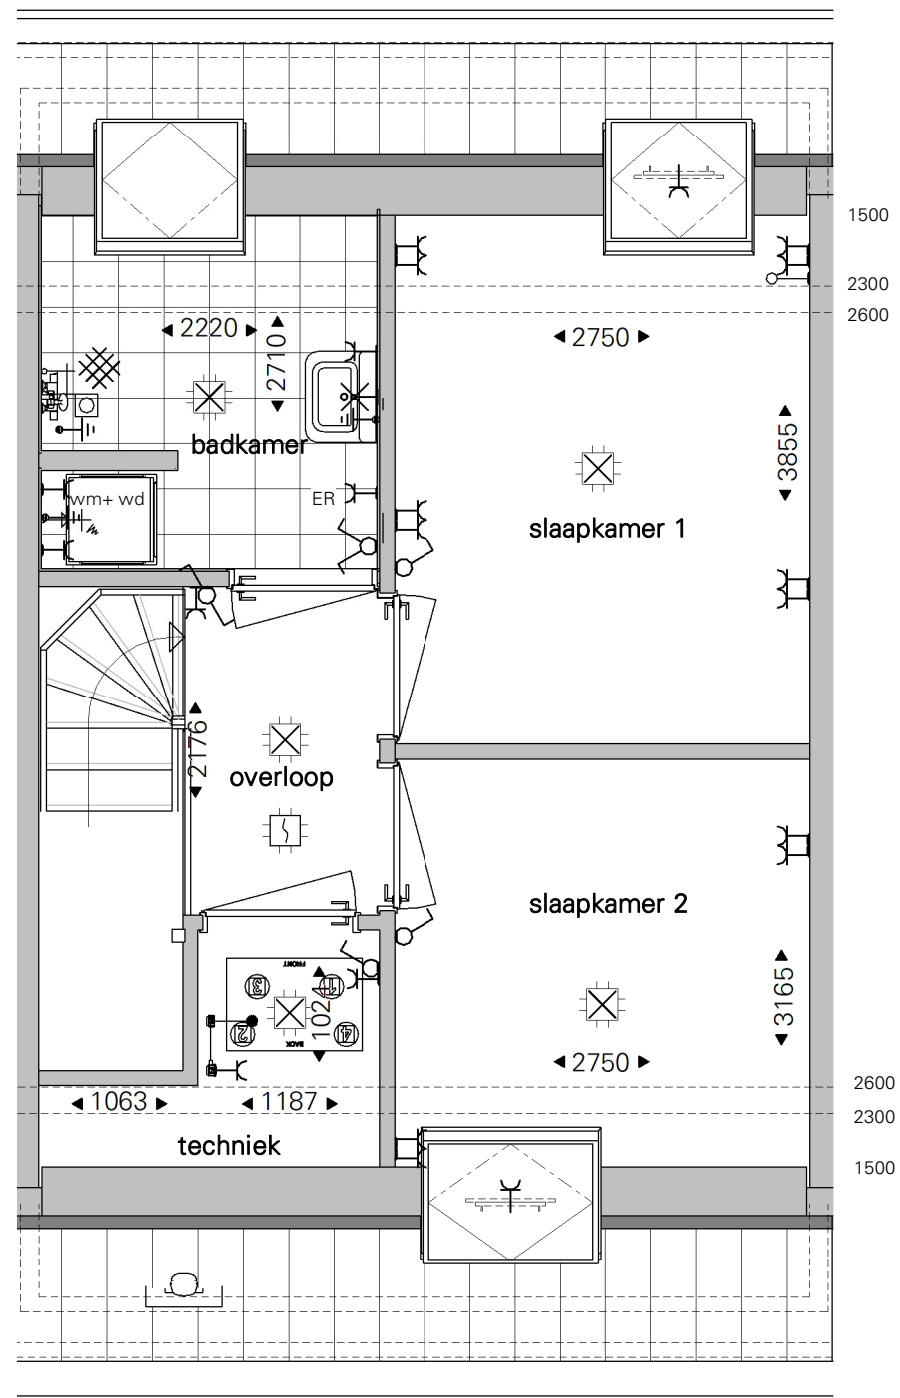 1500
2300
2600
2220
2710
2750
badkamer
3855
wm+ wd
ER
slaapkamer 1
2176
overloop
slaapkamer 2
FRONT
3
1
1024
2
4
BACK
3165
2750
2600
1063
1187
2300
techniek
1500